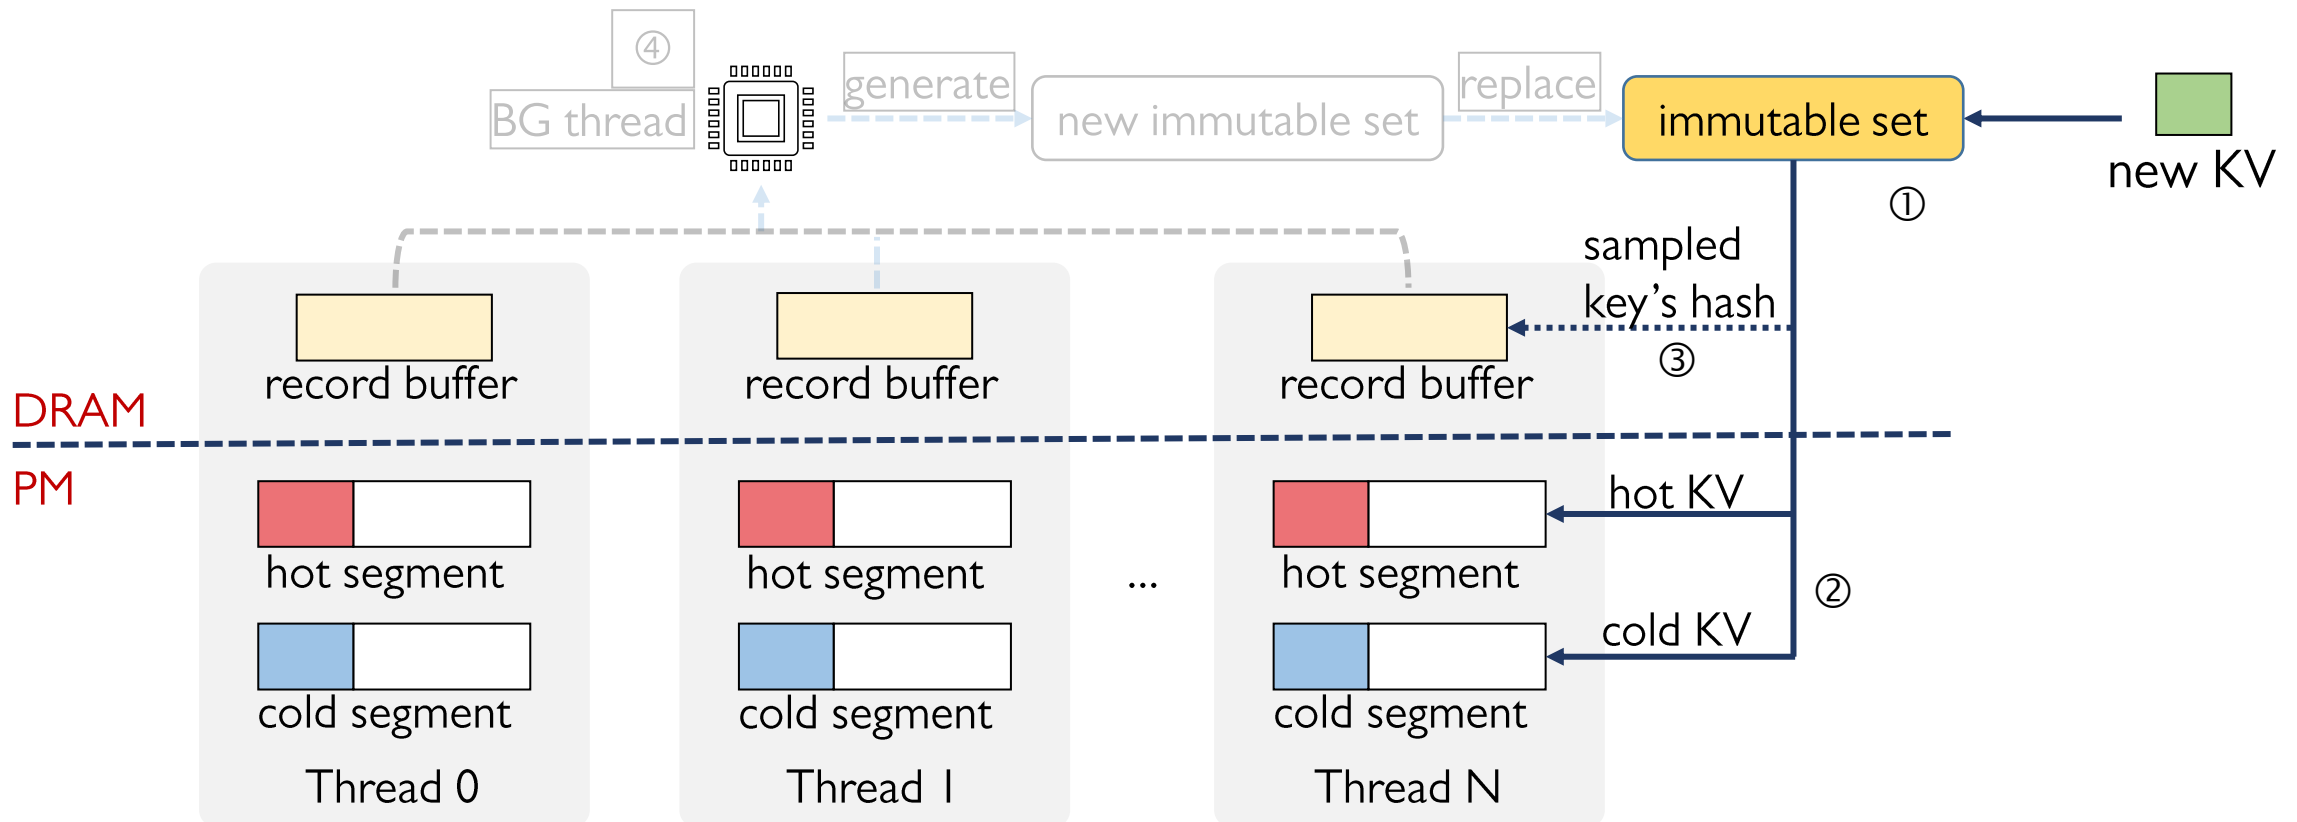 ④
BG thread
generate
new immutable set
replace
immutable set
new KV
①
sampled
key's hash
③
record buffer
record buffer
record buffer
DRAM
PM
hot KV
hot segment
hot segment
...
hot segment
②
cold KV
cold segment
cold segment
cold segment
Thread 0
Thread 1
Thread N